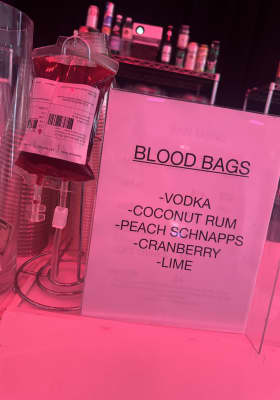 BLOOD BAGS
-VODKA
-COCONUT RUM
-PEACH SCHNAPPS
-CRANBERRY
-LIME